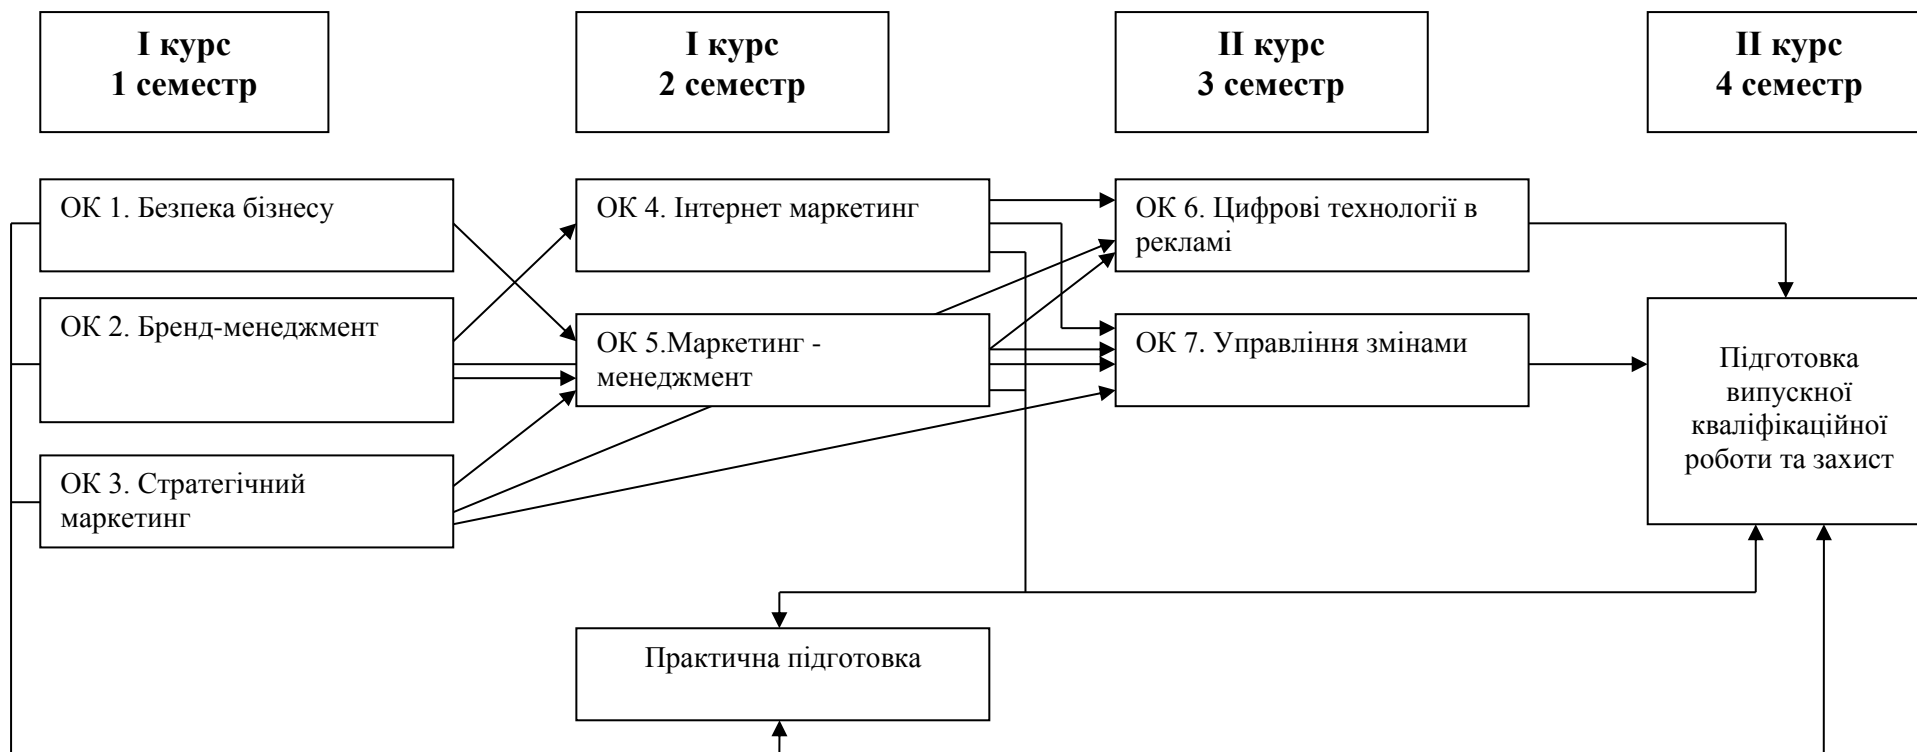 І курс
1 семестр
І курс
2 семестр
ІІ курс
3 семестр
ІІ курс
4 семестр
ОК 1. Безпека бізнесу
ОК 4. Інтернет маркетинг
ОК 6. Цифрові технології в
рекламі
ОК 2. Бренд-менеджмент
ОК 5.Маркетинг -
менеджмент
ОК 7. Управління змінами
Підготовка
випускної
кваліфікаційної
роботи та захист
ОК 3. Стратегічний
маркетинг
Практична підготовка